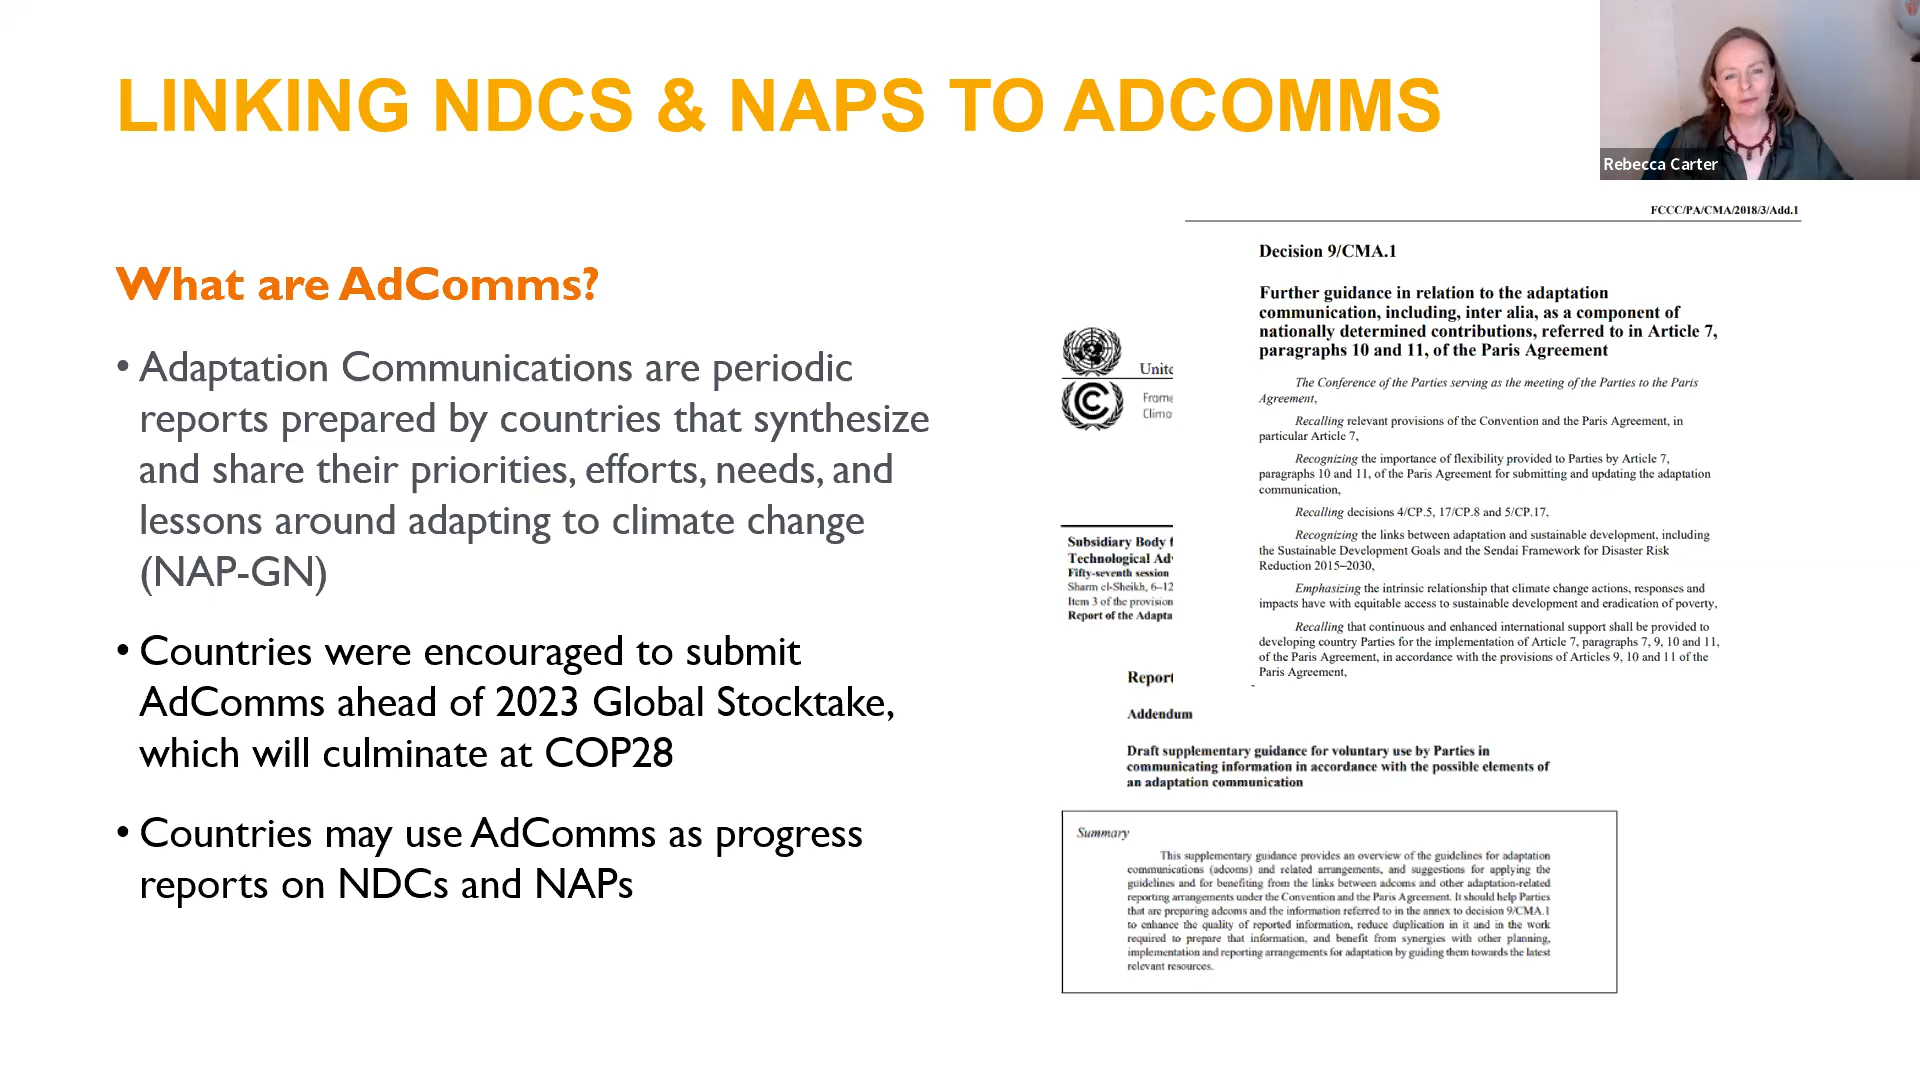 LINKING NDCS & NAPS TO ADCOMMS
Rebecca Carter
What are AdComms?
• Adaptation Communications are periodic
reports prepared by countries that synthesize
and share their priorities, efforts, needs, and
lessons around adapting to climate change
(NAP-GN)
• Countries were encouraged to submit
AdComms ahead of 2023 Global Stocktake,
which will culminate at COP28
• Countries may use AdComms as progress
reports on NDCs and NAPs
FCCC/PA/CMA/2018/3/Add.1
Decision 9/CMA.1
Further guidance in relation to the adaptation
communication, including, inter alia, as a component of
nationally determined contributions, referred to in Article 7,
paragraphs 10 and 11, of the Paris Agreement
The Conference of the Parties serving as the meeting of the Parties to the Paris
Agreement,
Recalling relevant provisions of the Convention and the Paris Agreement, in
particular Article 7,
Recognizing the importance of flexibility provided to Parties by Article 7,
paragraphs 10 and 11, of the Paris Agreement for submitting and updating the adaptation
communication,
Recalling decisions 4/CP.5, 17/CP.8 and 5/CP.17,
Recognizing the links between adaptation and sustainable development, including
the Sustainable Development Goals and the Sendai Framework for Disaster Risk
Reduction 2015–2030,
Emphasizing the intrinsic relationship that climate change actions, responses and
impacts have with equitable access to sustainable development and eradication of poverty,
Recalling that continuous and enhanced international support shall be provided to
developing country Parties for the implementation of Article 7, paragraphs 7, 9, 10 and 11,
of the Paris Agreement, in accordance with the provisions of Articles 9, 10 and 11 of the
Paris Agreement,
Unite
Frame
Clima
Subsidiary Body f
Technological Ad
Fifty-seventh session
Sharm el-Sheikh, 6–12
Item 3 of the provision
Report of the Adapta
Report
Addendum
Draft supplementary guidance for voluntary use by Parties in
communicating information in accordance with the possible elements of
an adaptation communication
Summary
This supplementary guidance provides an overview of the guidelines for adaptation
communications (adcoms) and related arrangements, and suggestions for applying the
guidelines and for benefiting from the links between adcoms and other adaptation-related
reporting arrangements under the Convention and the Paris Agreement. It should help Parties
that are preparing adcoms and the information referred to in the annex to decision 9/CMA.1
to enhance the quality of reported information, reduce duplication in it and in the work
required to prepare that information, and benefit from synergies with other planning,
implementation and reporting arrangements for adaptation by guiding them towards the latest
relevant resources.